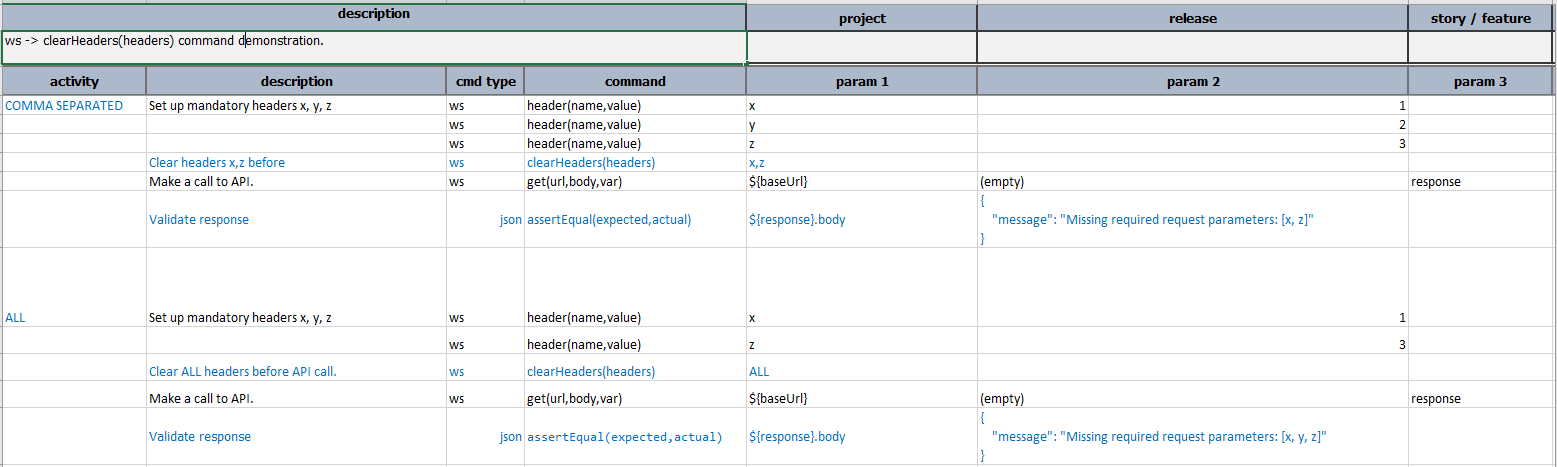 description project release story / feature
ws -> clearHeaders(headers) command demonstration.
activity description cmd type command param 1 param 2 param 3
COMMA SEPARATED Set up mandatory headers x, y, z ws header(name,value) x 1
ws header(name,value) y 2
ws header(name,value) z 3
Clear headers x,z before ws clearHeaders(headers) x,z
Make a call to API. ws get(url,body,var) ${baseUrl} (empty) response
{
Validate response json assertEqual(expected,actual) ${response}.body "message": "Missing required request parameters: [x, z]"
}
ALL Set up mandatory headers x, y, z ws header(name,value) x 1
ws header(name,value) z 3
Clear ALL headers before API call. ws clearHeaders(headers) ALL
Make a call to API. ws get(url,body,var) ${baseUrl} (empty) response
{
Validate response json assertEqual(expected,actual) ${response}.body "message": "Missing required request parameters: [x, y, z]"
}